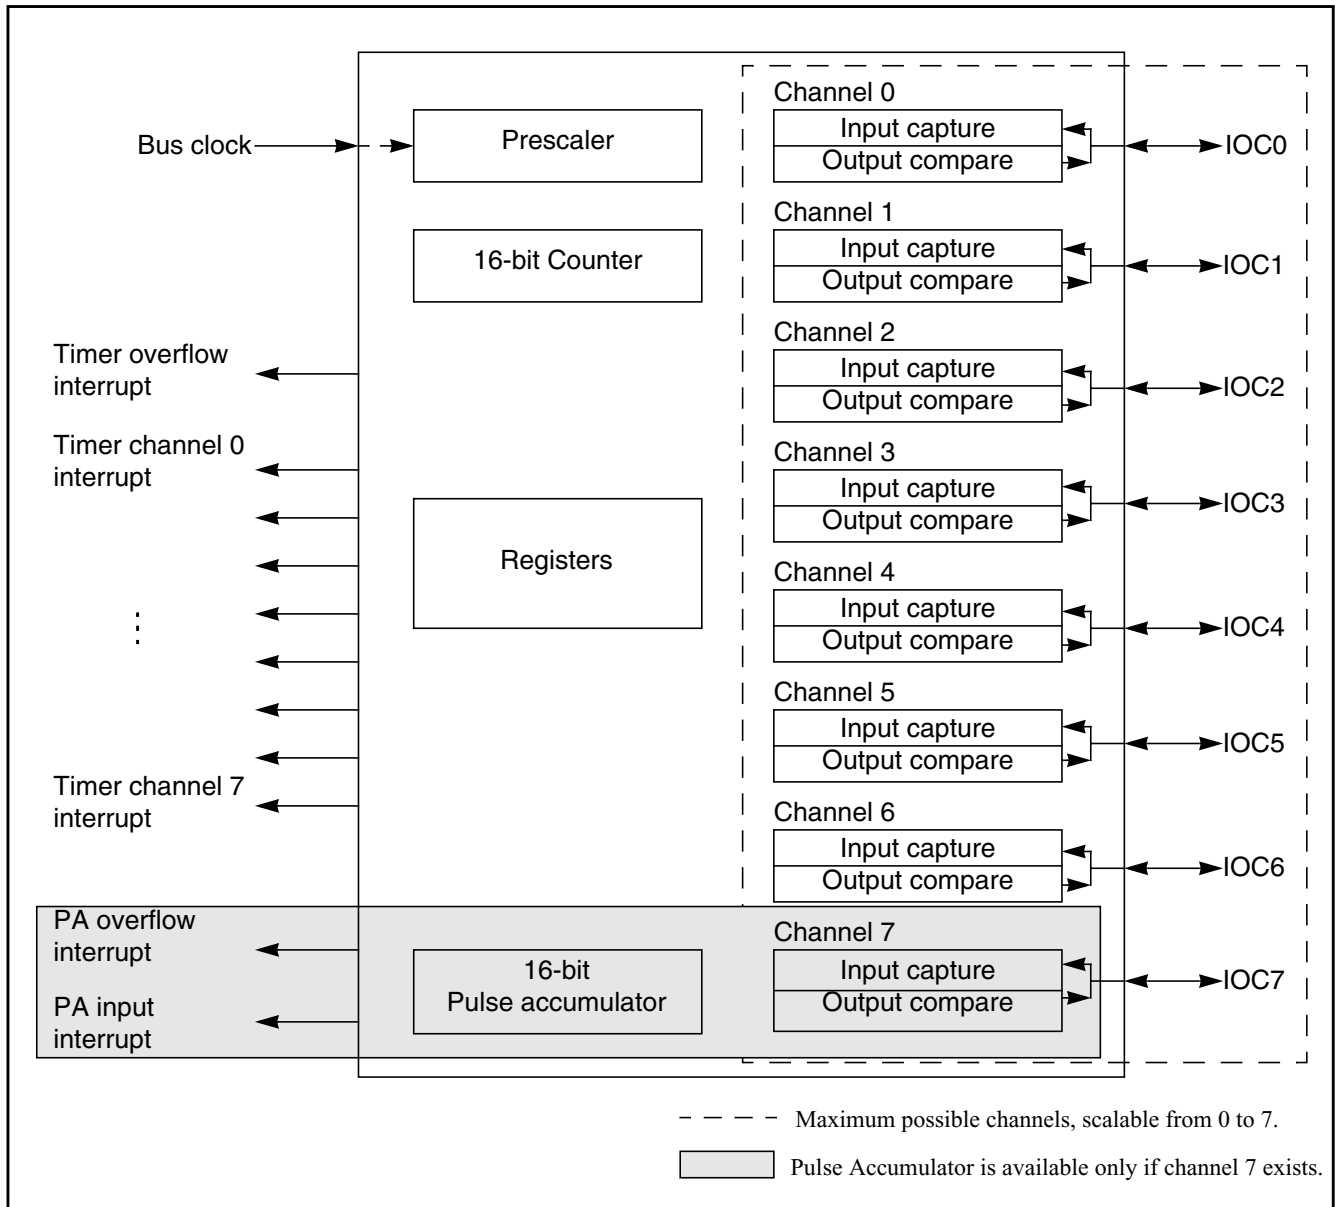 Bus clock
Prescaler
16-bit Counter
Timer overflow
interrupt
Timer channel 0
interrupt
Registers
Timer channel 7
interrupt
PA overflow
interrupt
PA input
interrupt
16-bit
Pulse accumulator
Channel 0
Input capture
Output compare
IOC0
Channel 1
Input capture
Output compare
IOC1
Channel 2
Input capture
Output compare
IOC2
Channel 3
Input capture
Output compare
IOC3
Channel 4
Input capture
Output compare
IOC4
Channel 5
Input capture
Output compare
IOC5
Channel 6
Input capture
Output compare
IOC6
Channel 7
Input capture
Output compare
IOC7
Maximum possible channels, scalable from 0 to 7.
Pulse Accumulator is available only if channel 7 exists.